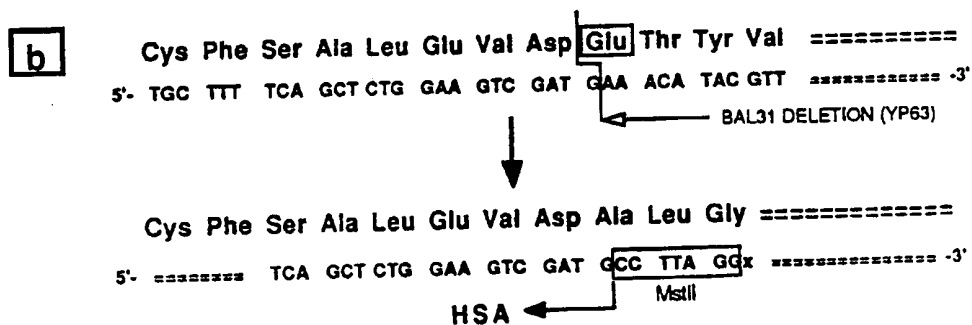 b
Cys Phe Ser Ala Leu Glu Val Asp Glu Thr Tyr Val ==========
5'- TGC TTT TCA GCT CTG GAA GTC GAT GAA ACA TAC GTT ============ -3'
BAL31 DELETION (YP63)
Cys Phe Ser Ala Leu Glu Val Asp Ala Leu Gly ============
5'- ======== TCA GCT CTG GAA GTC GAT GCC TTA GGx ============== -3'
MstII
HSA